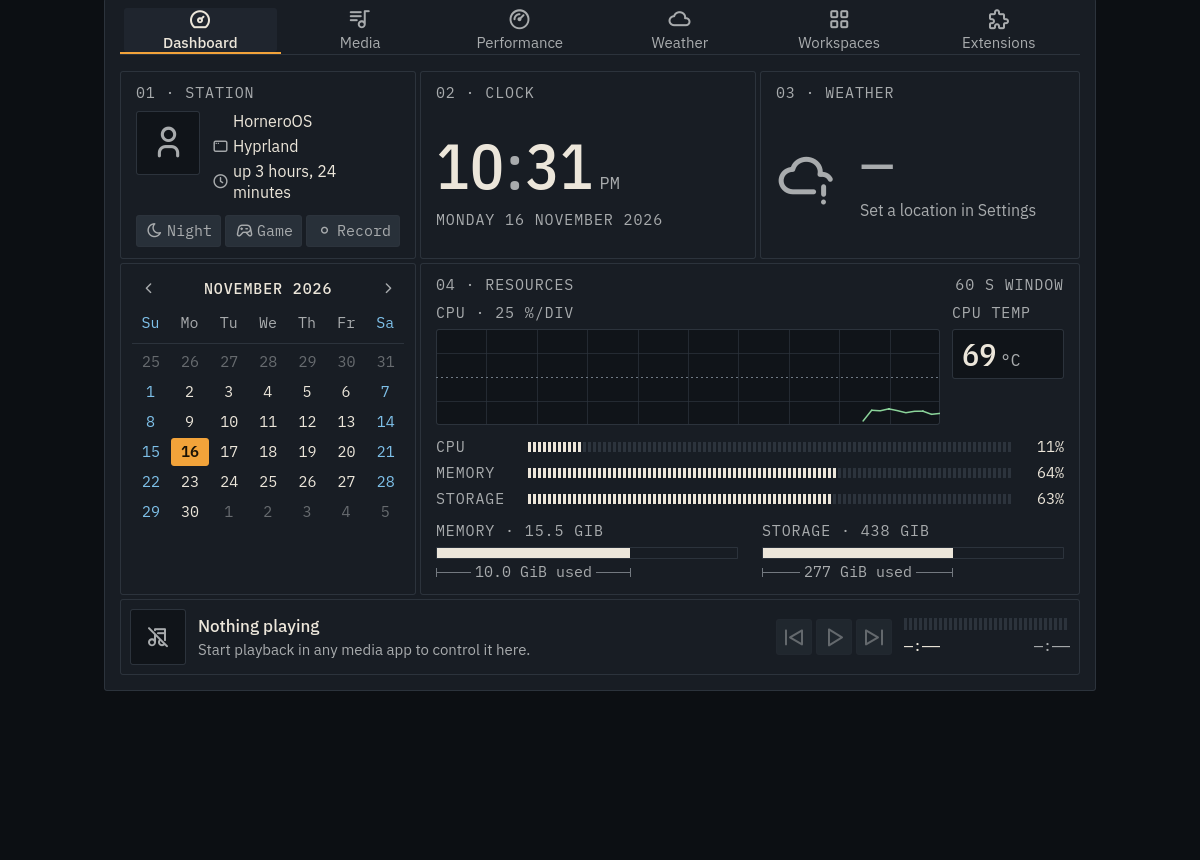 Dashboard
Media
Performance
Weather
Workspaces
Extensions
01 · STATION
HorneroOS
Hyprland
up 3 hours, 24
minutes
Night
Game
Record
02 · CLOCK
10:31 PM
MONDAY 16 NOVEMBER 2026
03 · WEATHER
—
Set a location in Settings
NOVEMBER 2026
Su Mo Tu We Th Fr Sa
25 26 27 28 29 30 31
1 2 3 4 5 6 7
8 9 10 11 12 13 14
15 16 17 18 19 20 21
22 23 24 25 26 27 28
29 30 1 2 3 4 5
04 · RESOURCES
60 S WINDOW
CPU · 25 %/DIV
CPU TEMP
69 °C
CPU 11%
MEMORY 64%
STORAGE 63%
MEMORY · 15.5 GIB
10.0 GiB used
STORAGE · 438 GIB
277 GiB used
Nothing playing
Start playback in any media app to control it here.
—:—— —:——